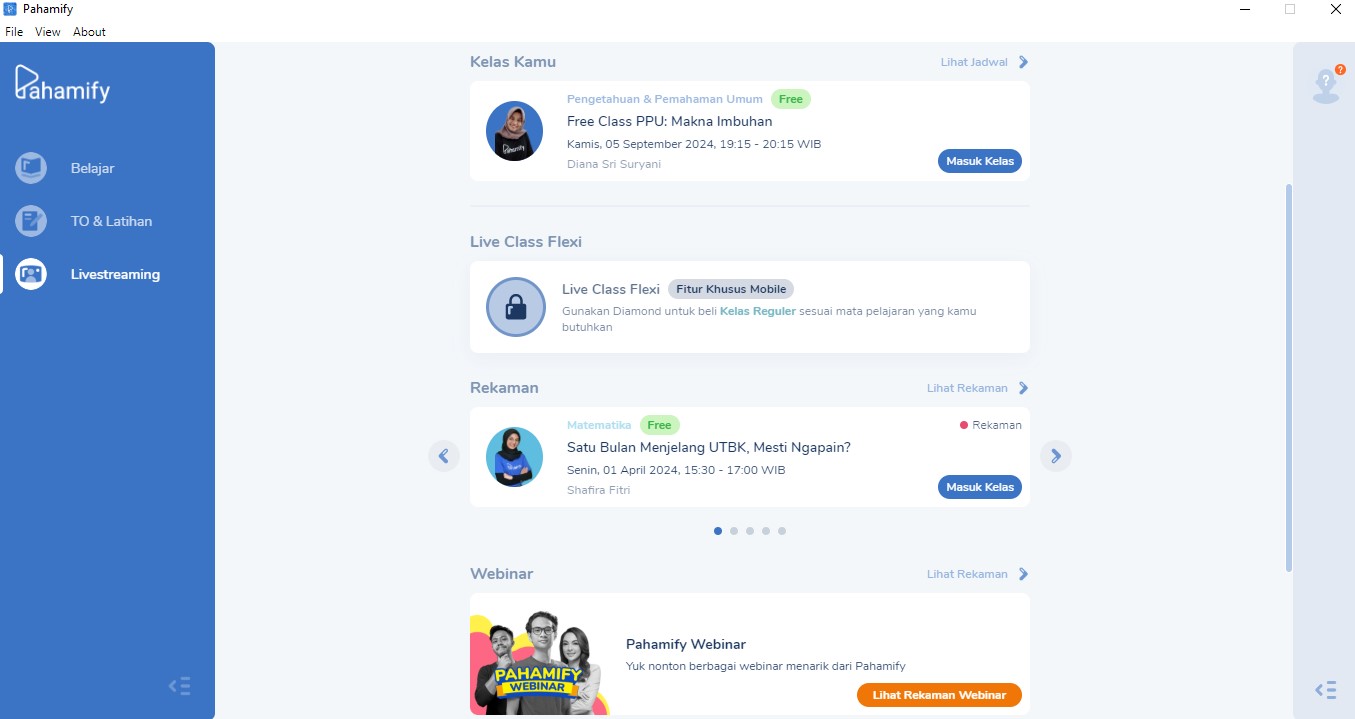 Pahamify
File View About
Pahamify
Belajar
TO & Latihan
Livestreaming
Kelas Kamu
Lihat Jadwal
Pengetahuan & Pemahaman Umum Free
Free Class PPU: Makna Imbuhan
Kamis, 05 September 2024, 19:15 - 20:15 WIB
Diana Sri Suryani
Masuk Kelas
Pahamify
Live Class Flexi
Live Class Flexi Fitur Khusus Mobile
Gunakan Diamond untuk beli Kelas Reguler sesuai mata pelajaran yang kamu
butuhkan
Rekaman
Lihat Rekaman
Matematika Free
Rekaman
Satu Bulan Menjelang UTBK, Mesti Ngapain?
Senin, 01 April 2024, 15:30 - 17:00 WIB
Shafira Fitri
Masuk Kelas
Webinar
Lihat Rekaman
PAHAMIFY
WEBINAR
Pahamify Webinar
Yuk nonton berbagai webinar menarik dari Pahamify
Lihat Rekaman Webinar
?
?